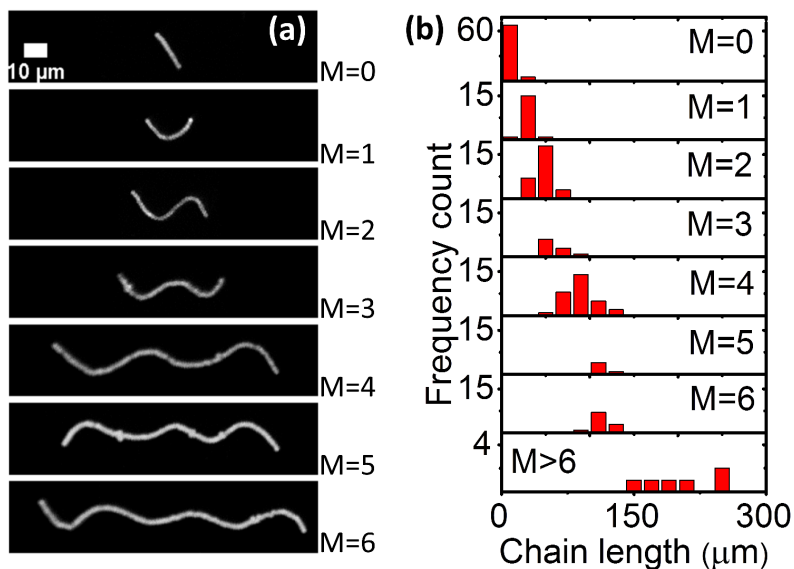 (a)
10 μm
M=0
M=1
M=2
M=3
M=4
M=5
M=6
(b)
Frequency count
60
M=0
15
M=1
15
M=2
15
M=3
15
M=4
15
M=5
15
M=6
4
M>6
0 150 300
Chain length (μm)